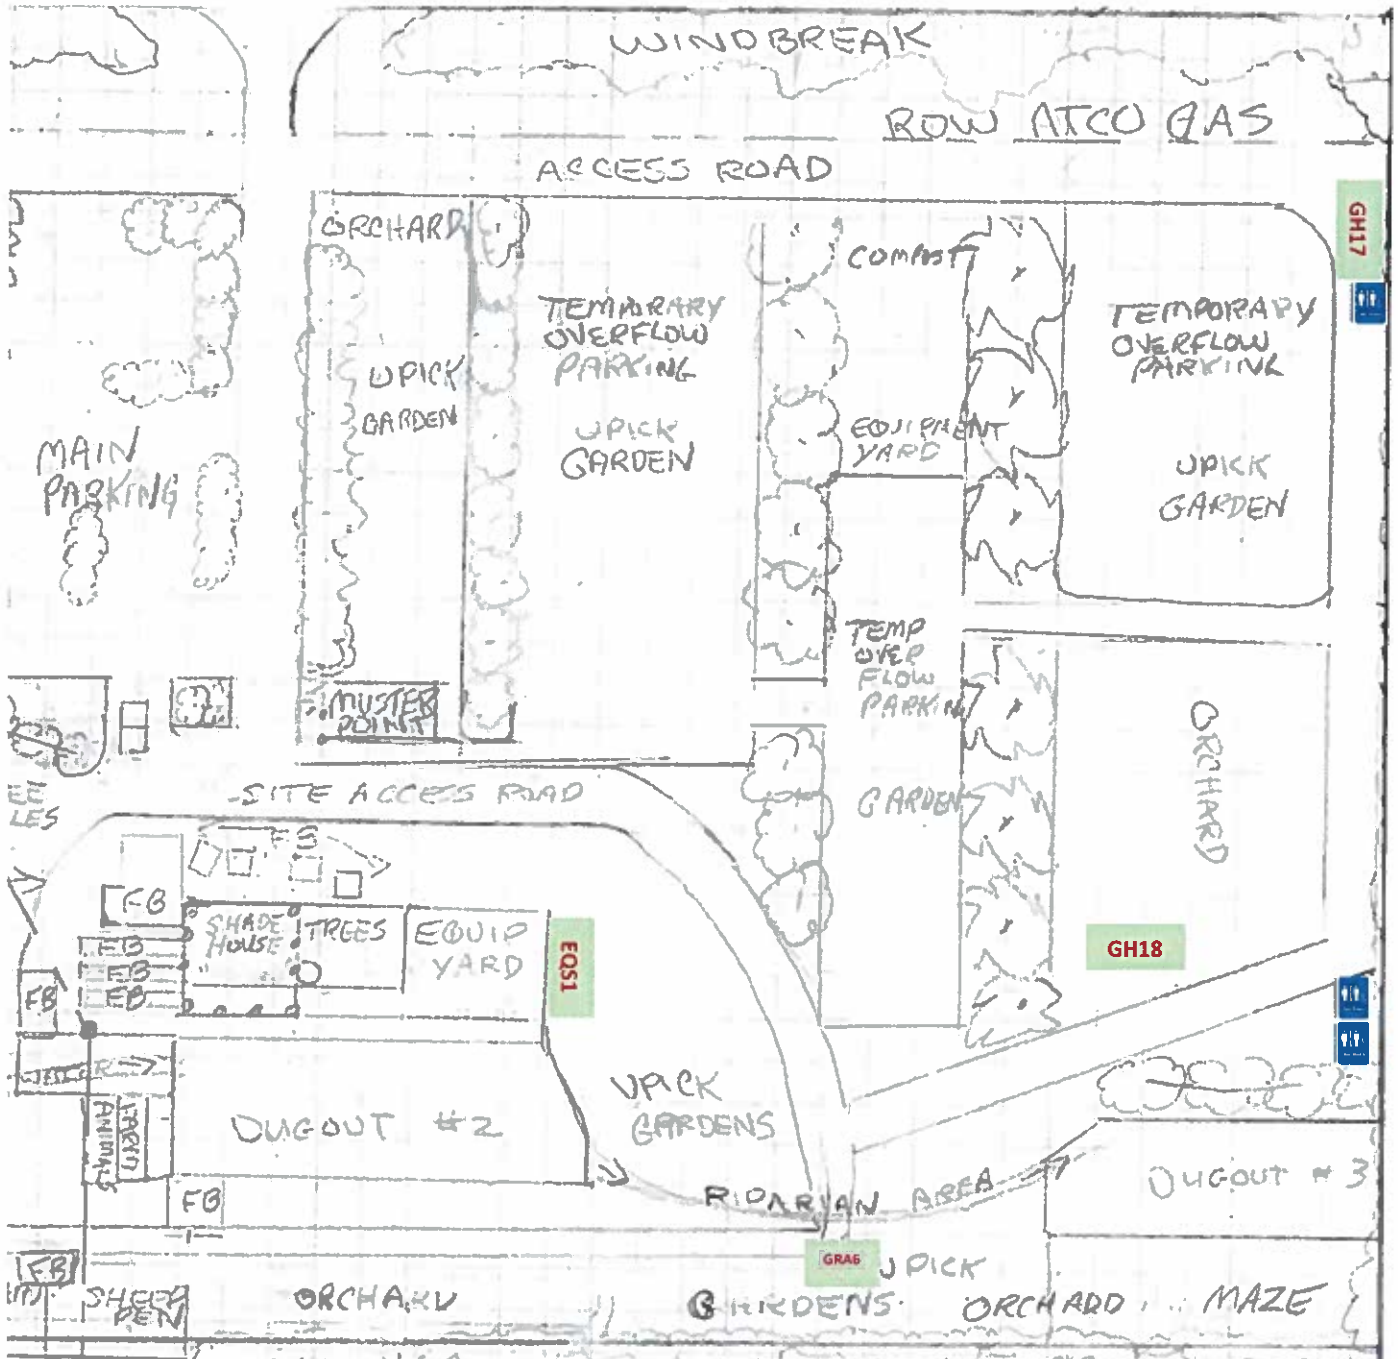 WINDBREAK
ROW ATCO GAS
ACCESS ROAD
GH17
ORCHARD
COMPOST
TEMPORARY
OVERFLOW
PARKING
TEMPORARY
OVERFLOW
PARKING
UPICK
GARDEN
UPICK
GARDEN
EQUIPMENT
YARD
UPICK
GARDEN
MAIN
PARKING
TEMP
OVER
FLOW
PARKING
MUSTER
POINT
ORCHARD
GARDEN
SITE ACCESS ROAD
LES
FB
FB
SHADE
HOUSE
TREES
EQUIP
YARD
EQS1
GH18
FB
FB
FB
FB
UPICK
GARDENS
FARM
ANIMALS
DUGOUT #2
DUGOUT #3
RIPARIAN AREA
FB
GRA6
UPICK
FB
SHEEP
PEN
ORCHARD
GARDENS
ORCHADD
MAZE